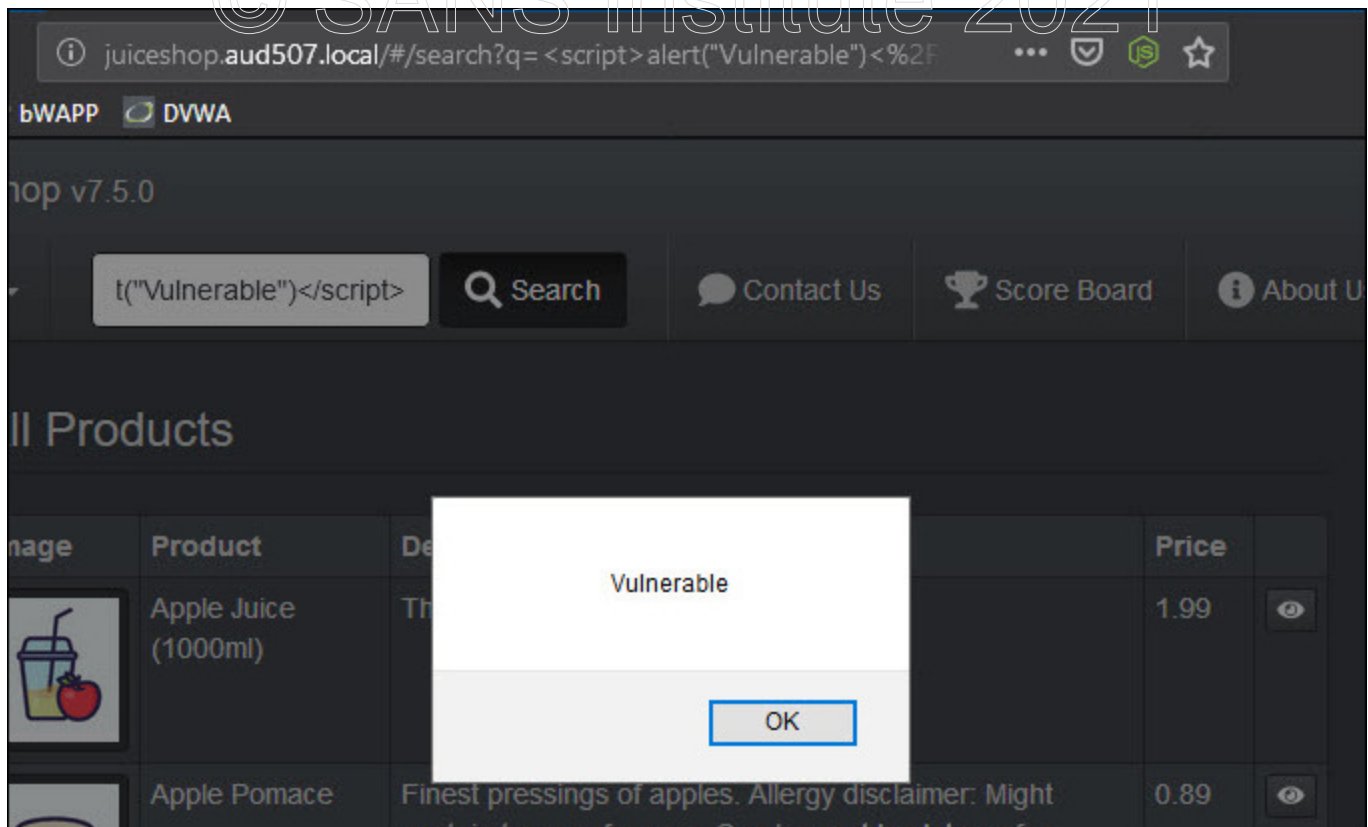 © SANS Institute 2021
juiceshop.aud507.local/#/search?q=<script>alert("Vulnerable")<%2F
bWAPP DVWA
hop v7.5.0
t("Vulnerable")</script> Search Contact Us Score Board About U
ll Products
mage Product De Price
Vulnerable
Apple Juice Th 1.99
(1000ml)
OK
Apple Pomace Finest pressings of apples. Allergy disclaimer: Might 0.89